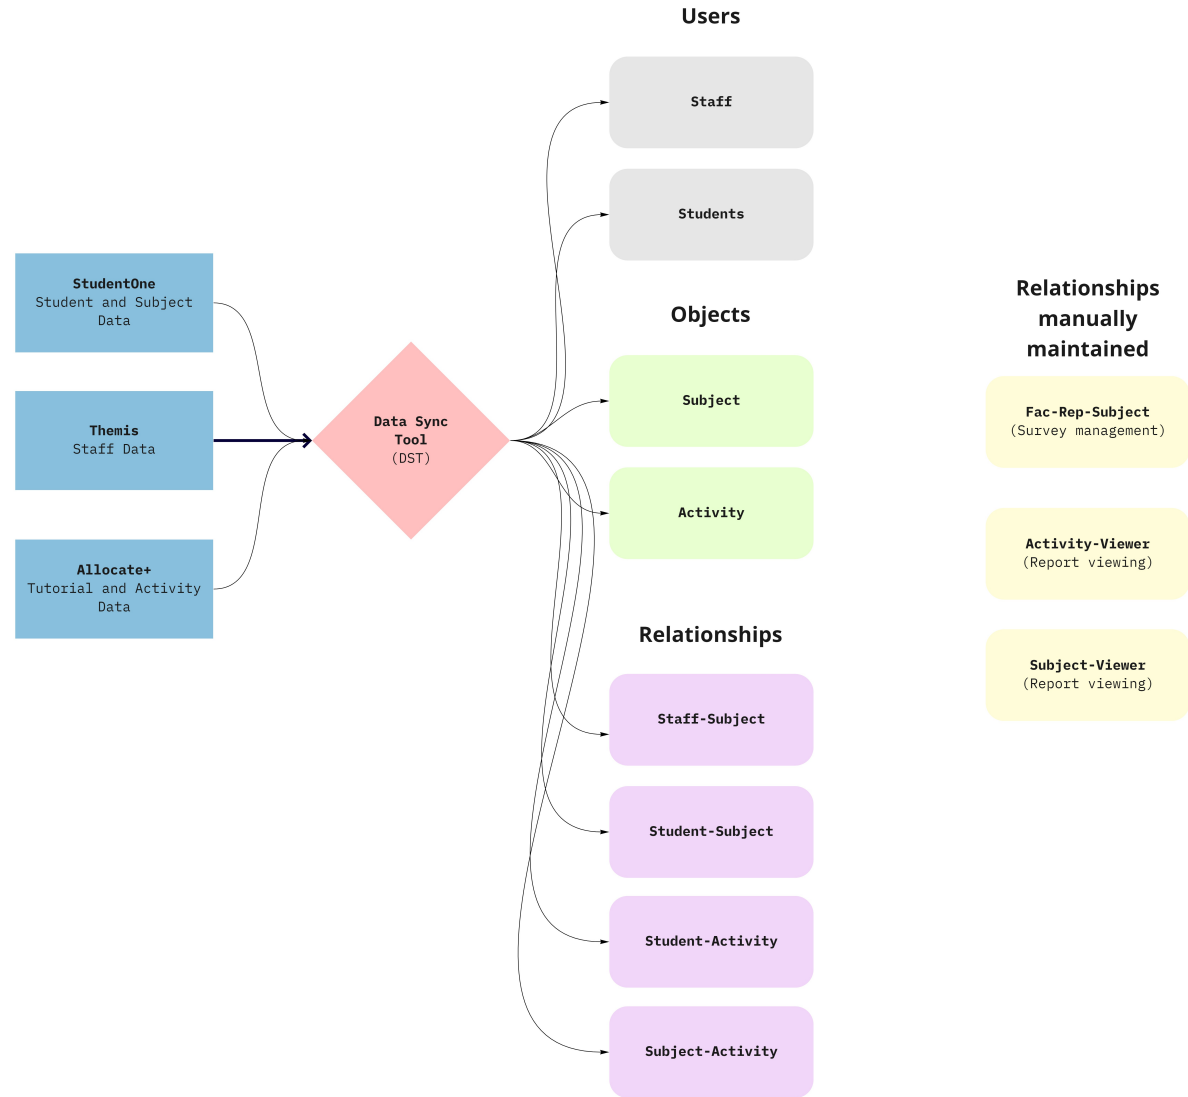 Users
Staff
Students
StudentOne
Student and Subject
Data
Themis
Staff Data
Allocate+
Tutorial and Activity
Data
Data Sync
Tool
(DST)
Objects
Subject
Activity
Relationships
Staff-Subject
Student-Subject
Student-Activity
Subject-Activity
Relationships
manually
maintained
Fac-Rep-Subject
(Survey management)
Activity-Viewer
(Report viewing)
Subject-Viewer
(Report viewing)